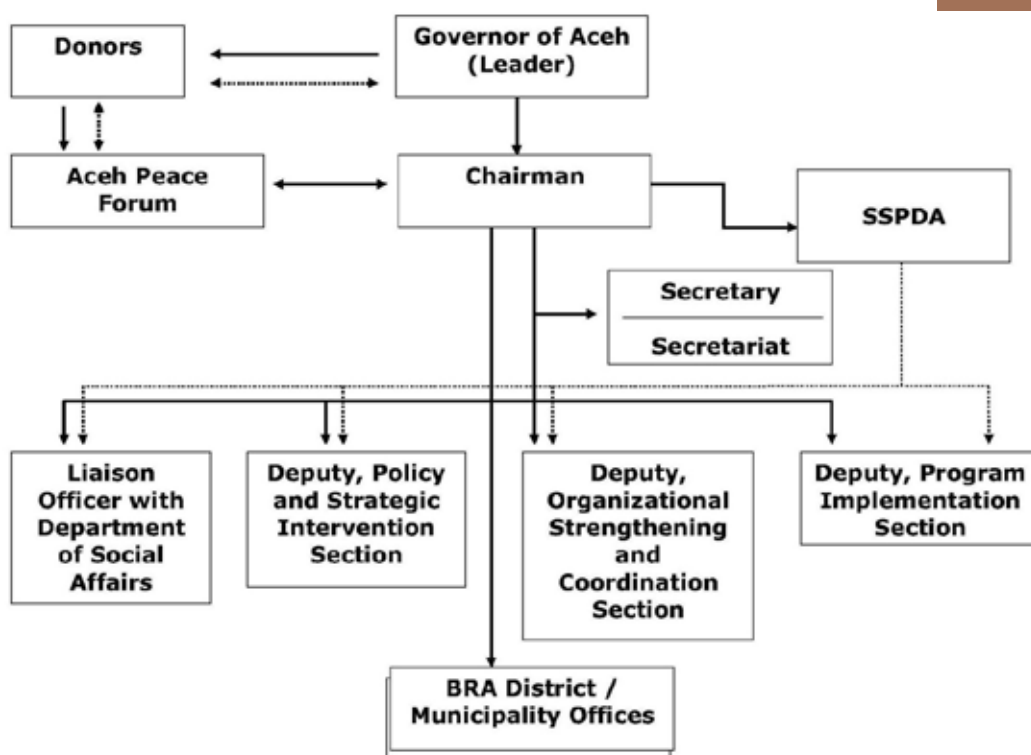 Donors
Governor of Aceh
(Leader)
Aceh Peace
Forum
Chairman
SSPDA
Secretary
Secretariat
Liaison
Officer with
Department
of Social
Affairs
Deputy, Policy
and Strategic
Intervention
Section
Deputy,
Organizational
Strengthening
and
Coordination
Section
Deputy, Program
Implementation
Section
BRA District /
Municipality Offices